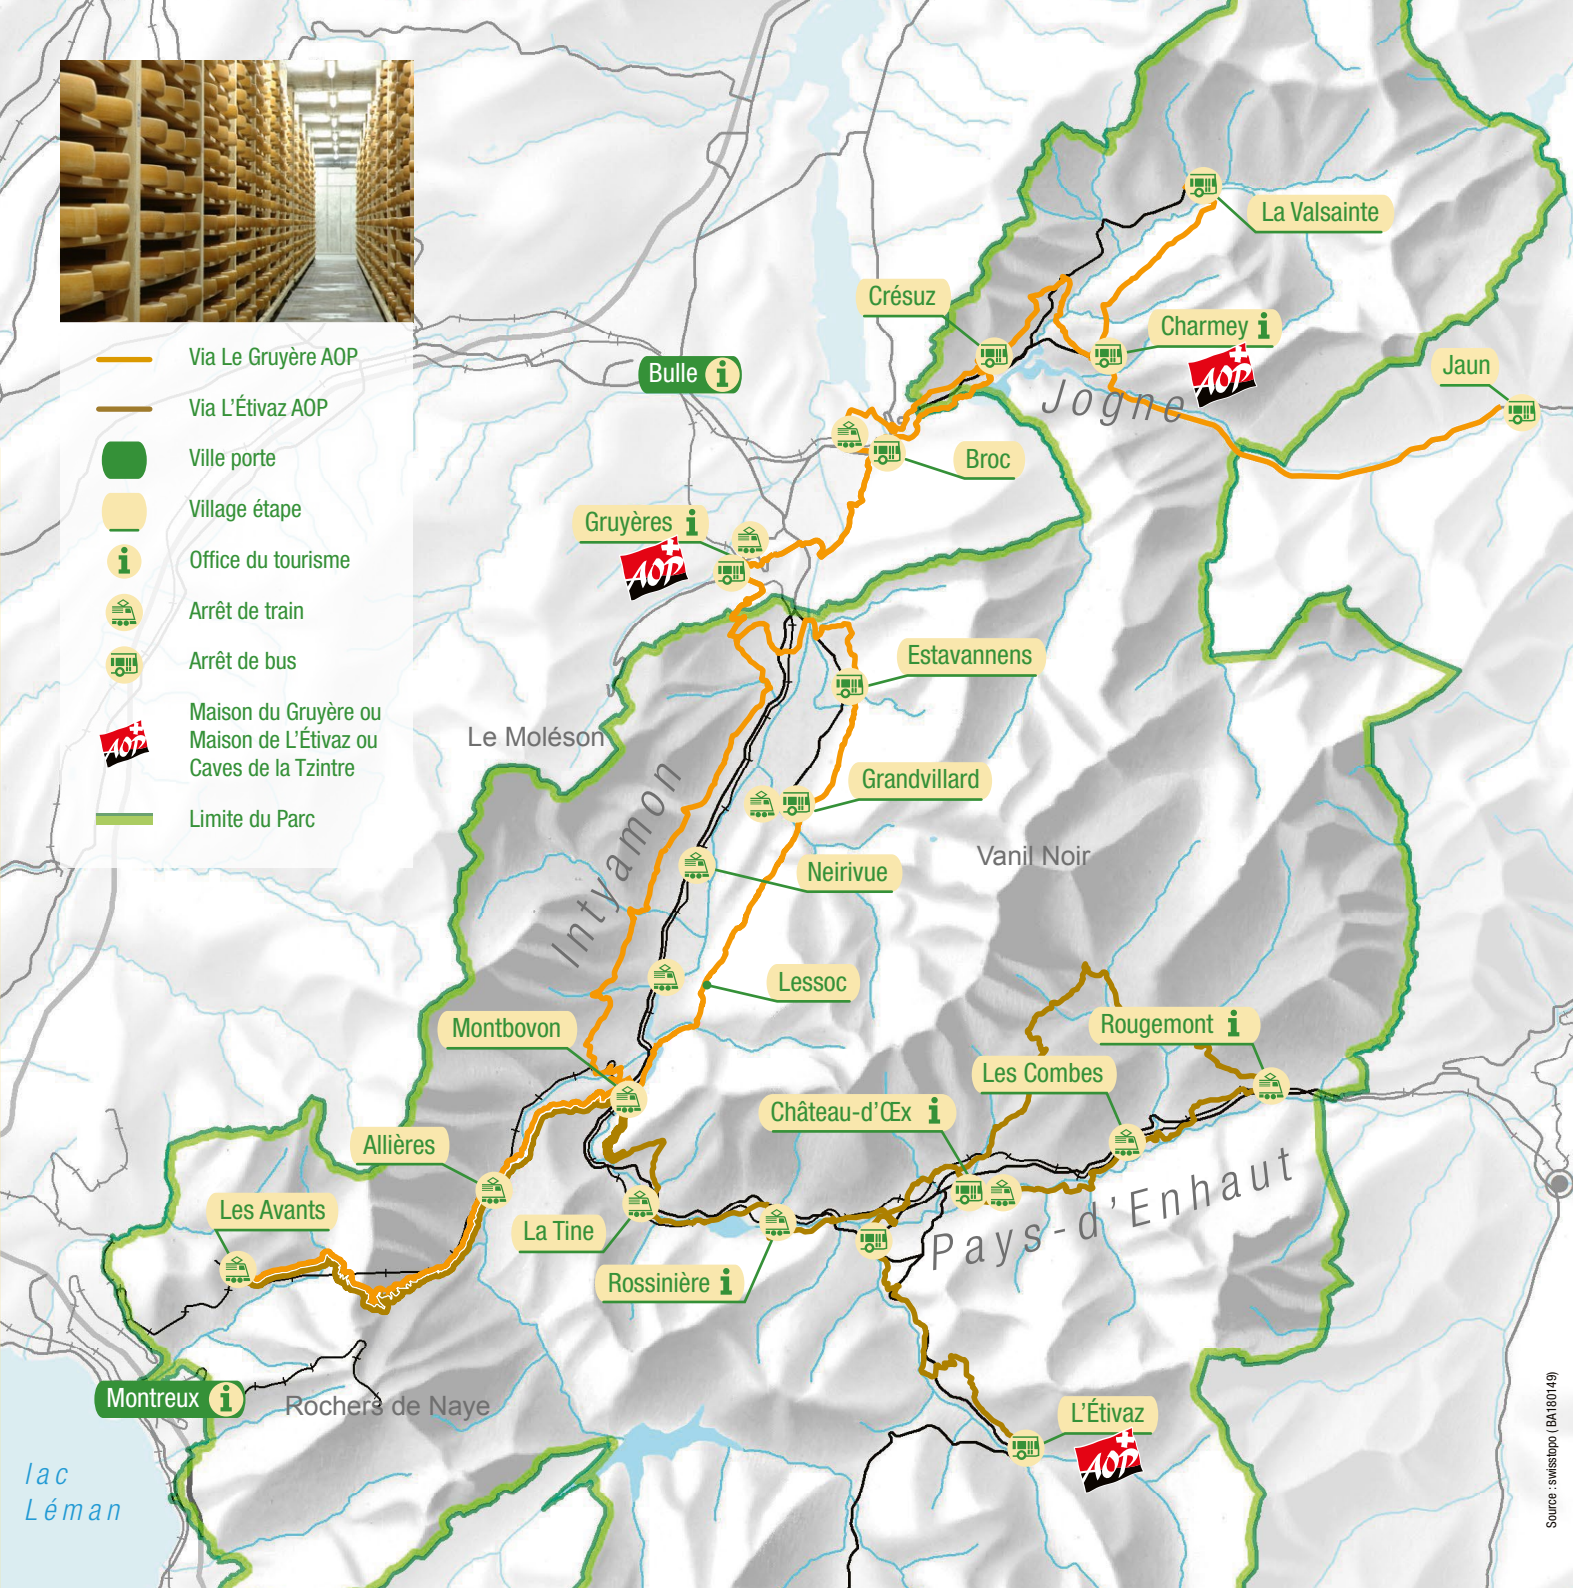 Via Le Gruyère AOP
Via L'Étivaz AOP
Ville porte
Village étape
Office du tourisme
Arrêt de train
Arrêt de bus
AOP
Maison du Gruyère ou
Maison de L'Étivaz ou
Caves de la Tzintre
Limite du Parc
La Valsainte
Crésuz
Charmey i
AOP
Jaun
Bulle i
Jogne
Broc
Gruyères i
AOP
Estavannens
Le Moléson
Grandvillard
Intyamon
Vanil Noir
Neirivue
Lessoc
Montbovon
Rougemont i
Les Combes
Château-d'Œx i
Allières
Les Avants
La Tine
Pays-d'Enhaut
Rossinière i
Montreux i
Rochers de Naye
L'Étivaz
AOP
lac
Léman
Source : swisstopo (BA180149)